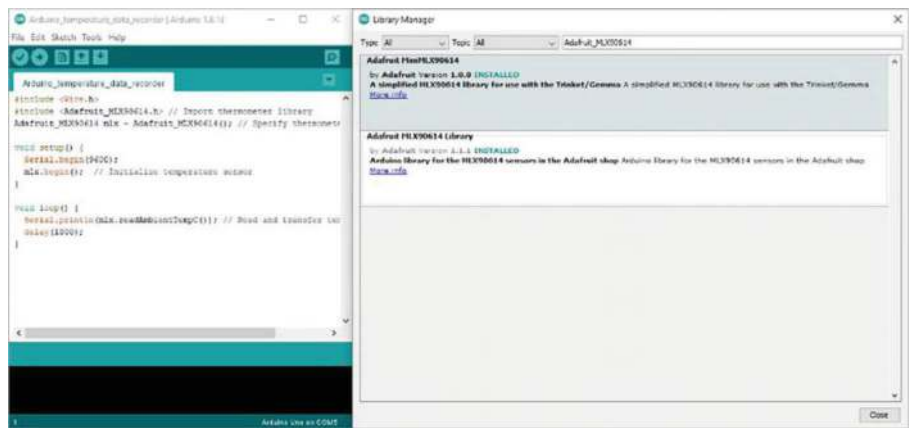 Arduino_temperature_data_recorder | Arduino 1.8.10
File Edit Sketch Tools Help
Arduino_temperature_data_recorder
#include <Wire.h>
#include <Adafruit_MLX90614.h> // Import thermometer library
Adafruit_MLX90614 mlx = Adafruit_MLX90614(); // Specify thermomete
void setup() {
Serial.begin(9600);
mlx.begin(); // Initialize temperature sensor
}
void loop() {
Serial.println(mlx.readAmbientTempC()); // Read and transfer tem
delay(1000);
}
1
Arduino Uno on COM5
Library Manager
Type All Topic All Adafruit_MLX90614
Adafruit MiniMLX90614
by Adafruit Version 1.0.0 INSTALLED
A simplified MLX90614 library for use with the Trinket/Gemma A simplified MLX90614 library for use with the Trinket/Gemma
More info
Adafruit MLX90614 Library
by Adafruit Version 1.1.1 INSTALLED
Arduino library for the MLX90614 sensors in the Adafruit shop Arduino library for the MLX90614 sensors in the Adafruit shop
More info
Close